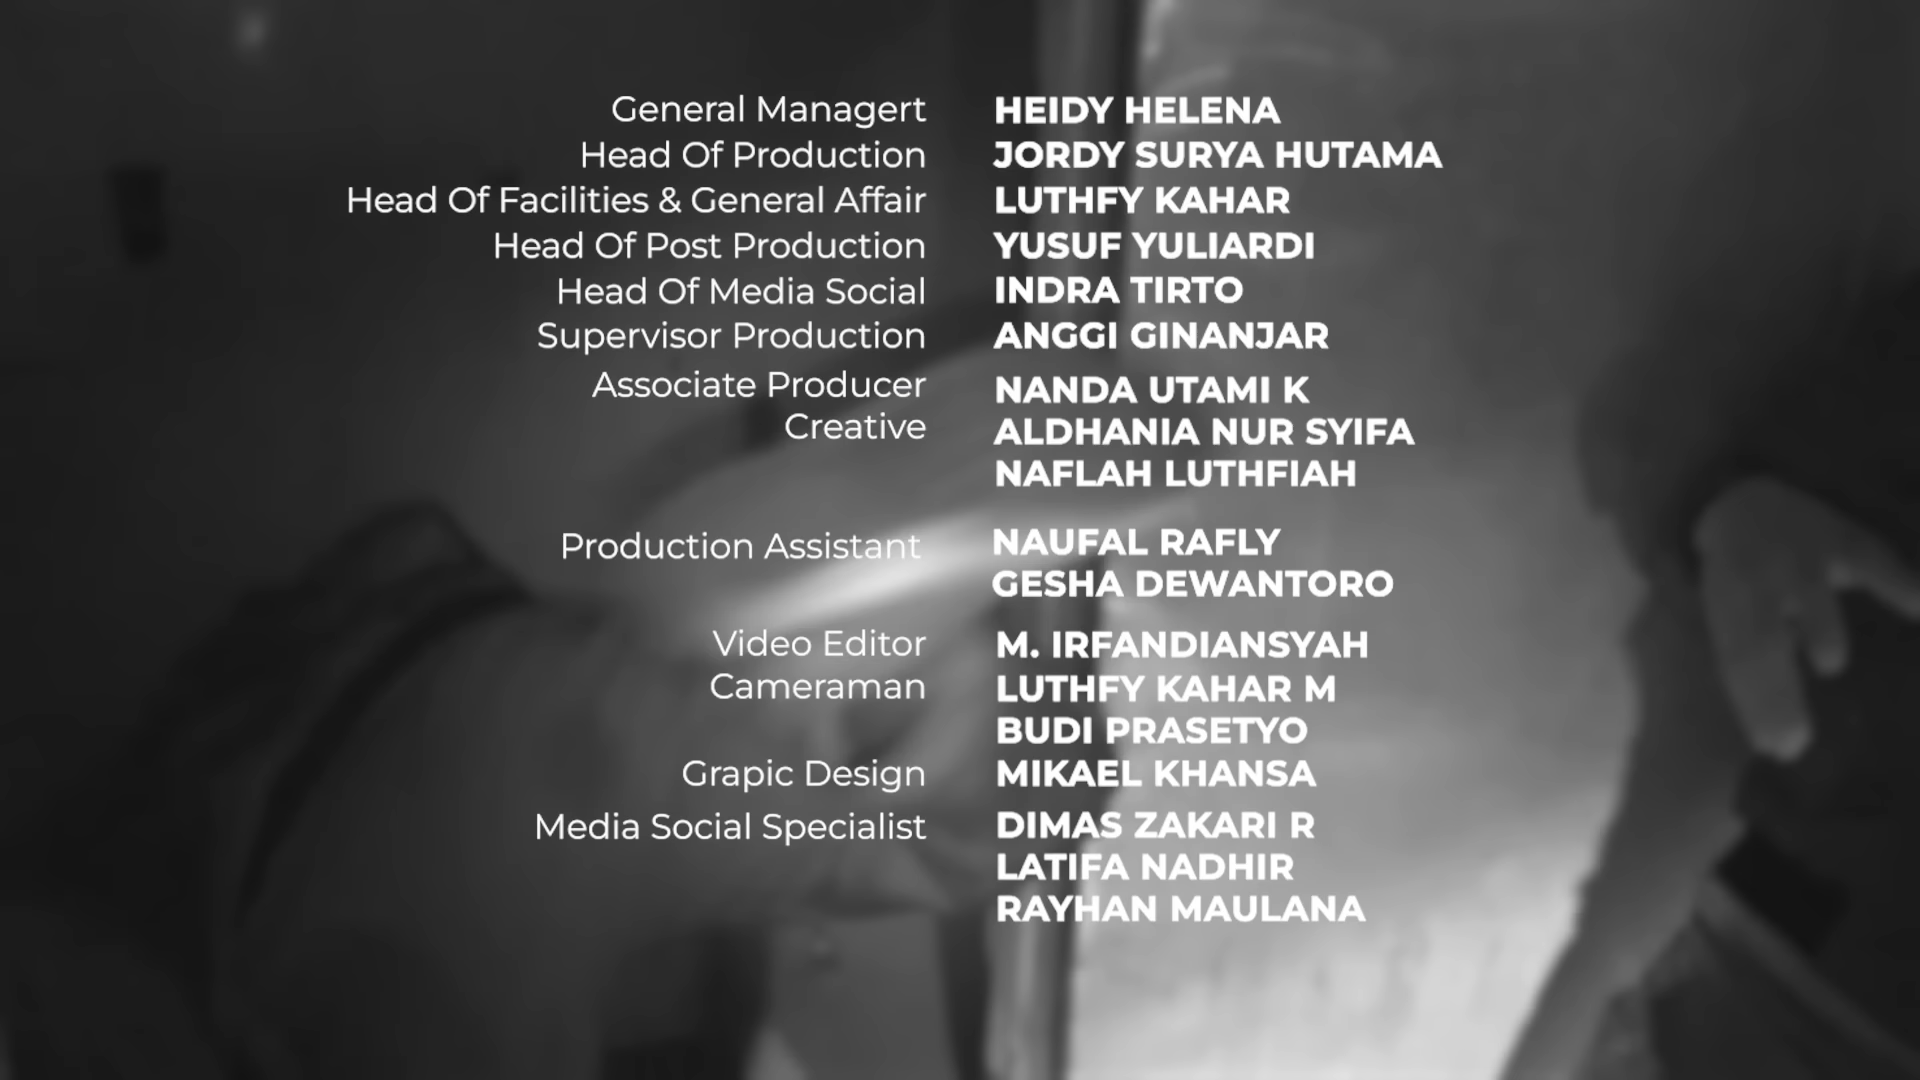 General Managert HEIDY HELENA
Head Of Production JORDY SURYA HUTAMA
Head Of Facilities & General Affair LUTHFY KAHAR
Head Of Post Production YUSUF YULIARDI
Head Of Media Social INDRA TIRTO
Supervisor Production ANGGI GINANJAR
Associate Producer NANDA UTAMI K
Creative ALDHANIA NUR SYIFA
NAFLAH LUTHFIAH
Production Assistant NAUFAL RAFLY
GESHA DEWANTORO
Video Editor M. IRFANDIANSYAH
Cameraman LUTHFY KAHAR M
BUDI PRASETYO
Grapic Design MIKAEL KHANSA
Media Social Specialist DIMAS ZAKARI R
LATIFA NADHIR
RAYHAN MAULANA